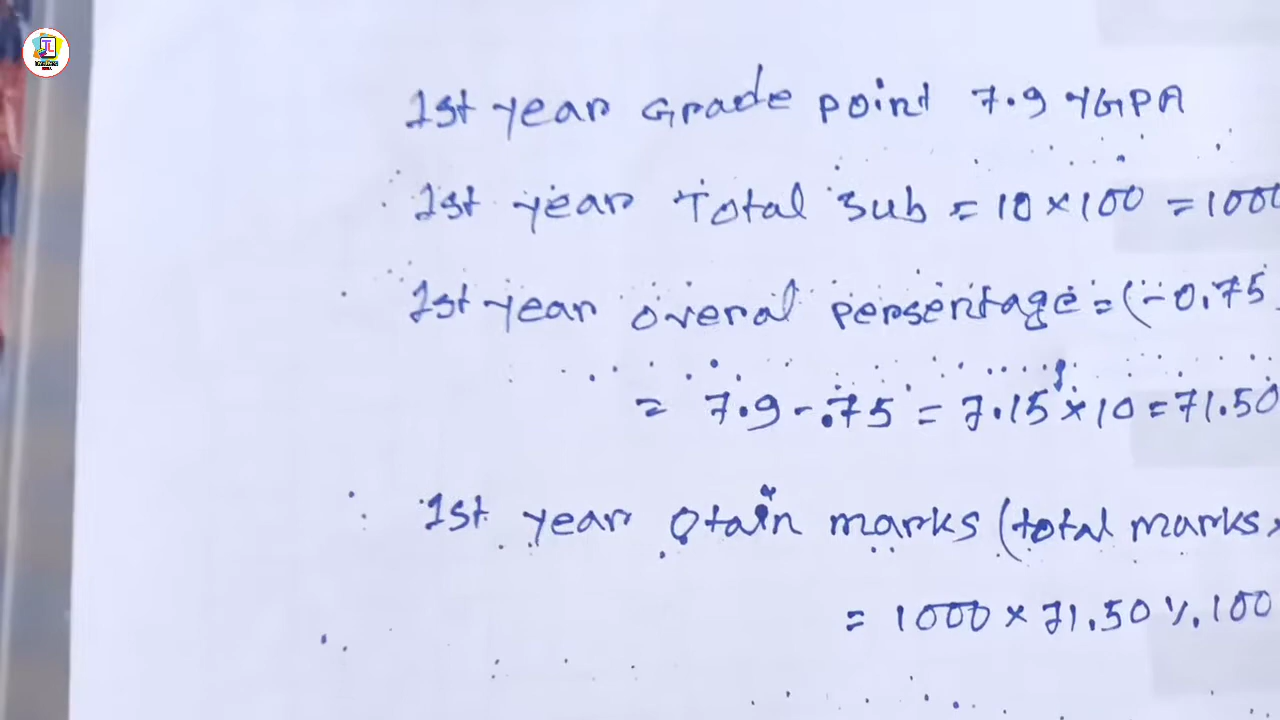 1st year Grade point 7.9 YGPA
1st year Total sub = 10 × 100 = 1000
1st year overal persentage = (-0.75
= 7.9 - .75 = 7.15 × 10 = 71.50
1st year Otain marks (total marks ×
= 1000 × 71.50 %. 100